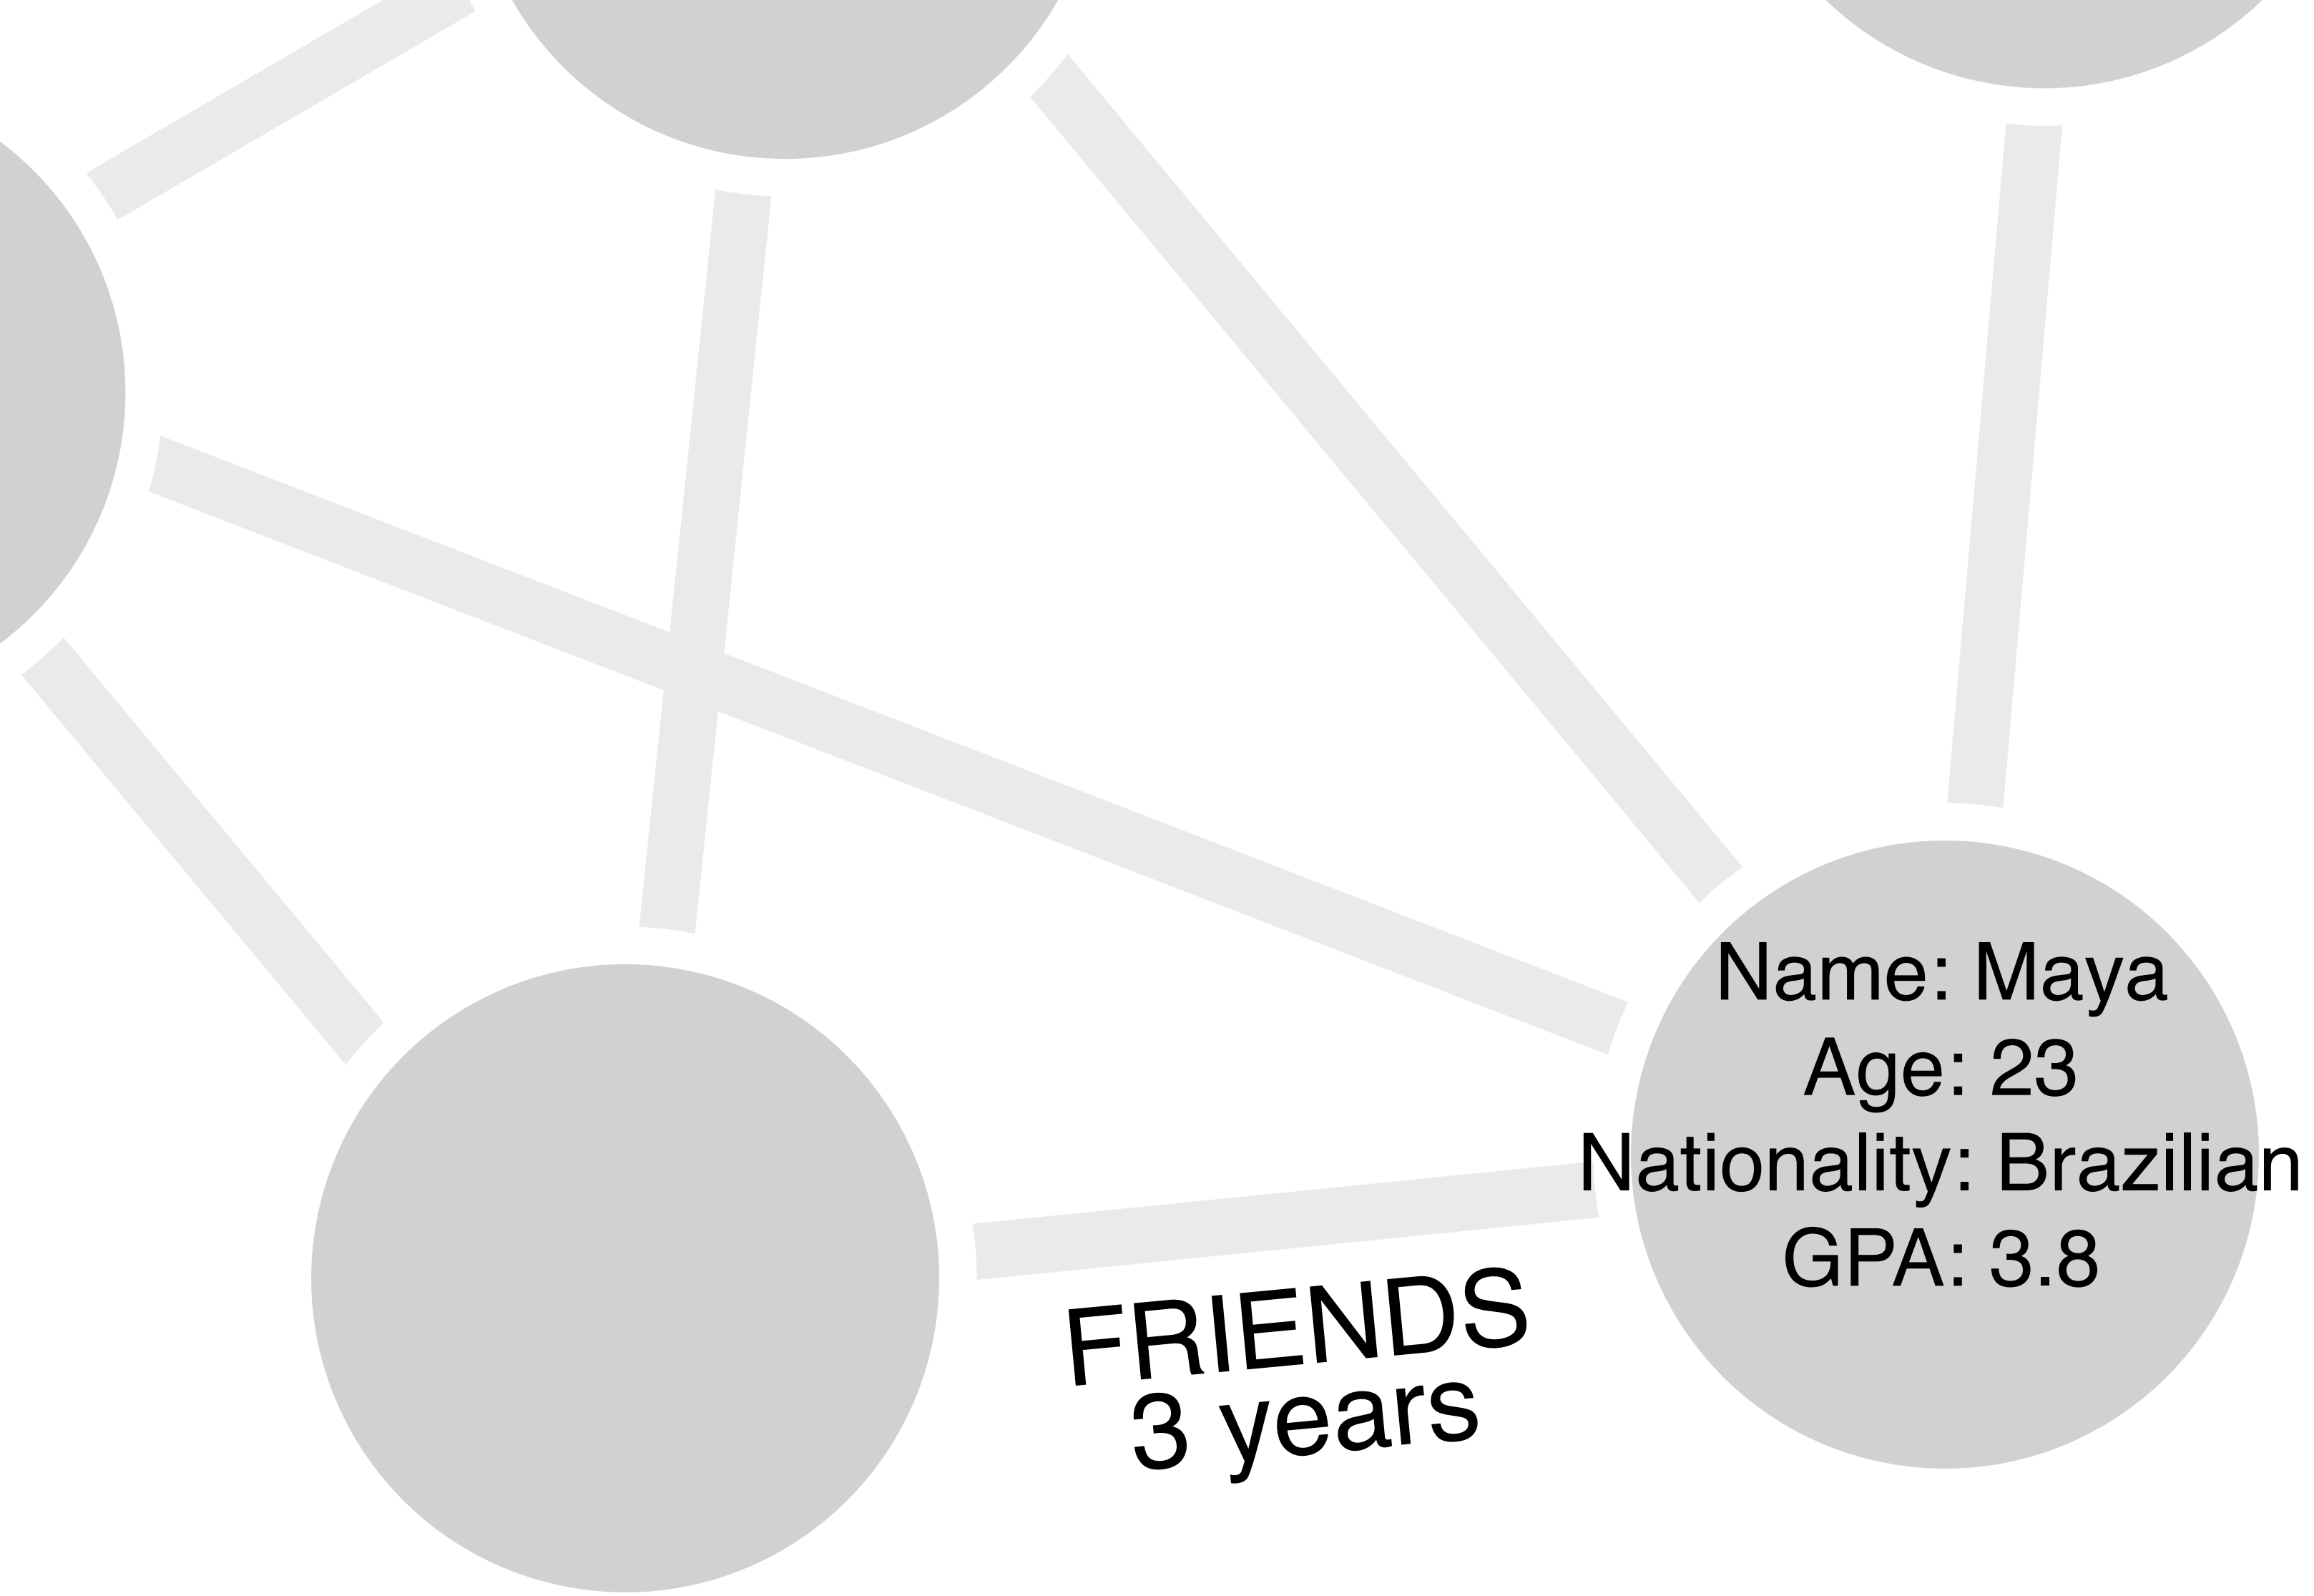 Name: Maya
Age: 23
Nationality: Brazilian
GPA: 3.8
FRIENDS
3 years